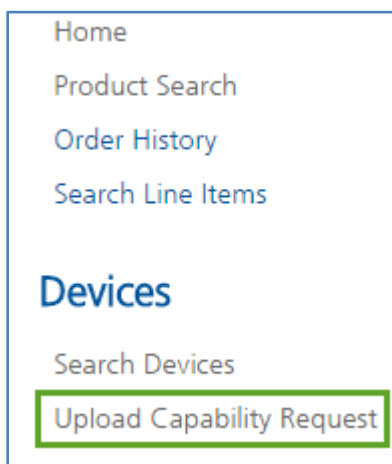 Home
Product Search
Order History
Search Line Items
Devices
Search Devices
Upload Capability Request